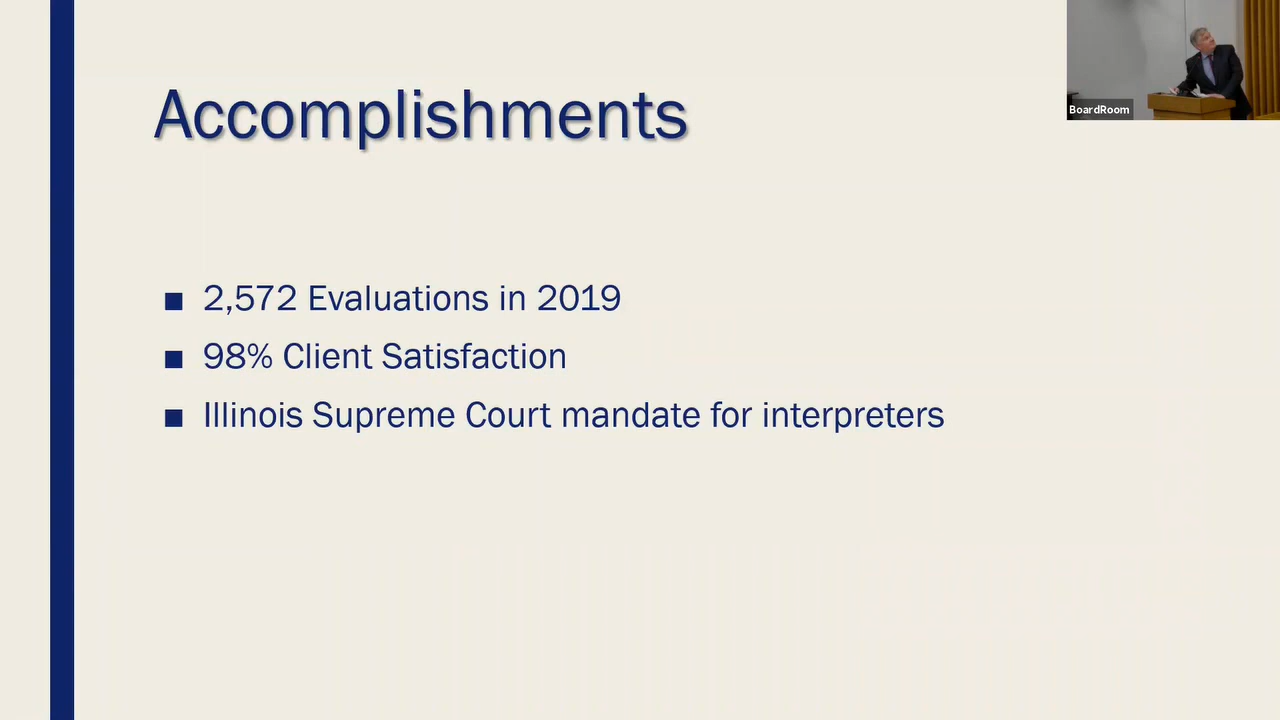 Accomplishments
BoardRoom
■ 2,572 Evaluations in 2019
■ 98% Client Satisfaction
■ Illinois Supreme Court mandate for interpreters